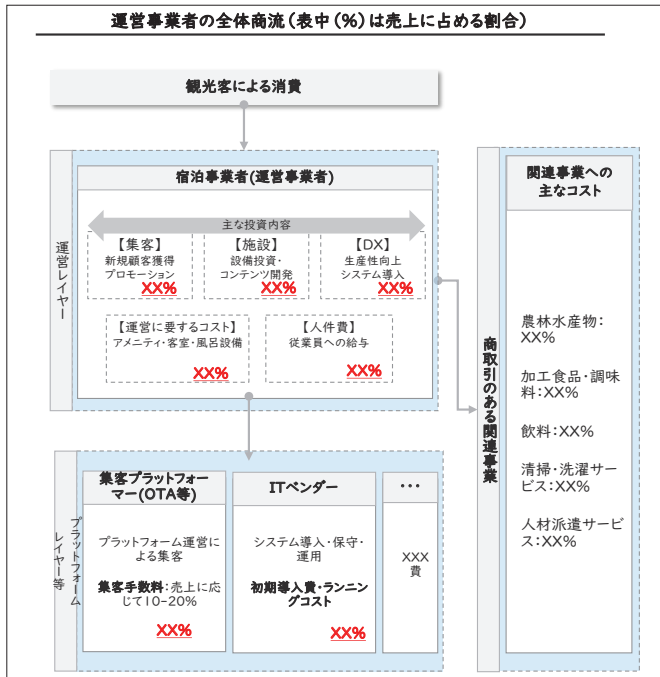 運営事業者の全体商流(表中(%)は売上に占める割合)
観光客による消費
運営レイヤー
宿泊事業者(運営事業者)
主な投資内容
【集客】
新規顧客獲得
プロモーション
XX%
【施設】
設備投資・
コンテンツ開発
XX%
【DX】
生産性向上
システム導入
XX%
【運営に要するコスト】
アメニティ・客室・風呂設備
XX%
【人件費】
従業員への給与
XX%
プラットフォーム
レイヤー等
集客プラットフォー
マー(OTA等)
プラットフォーム運営に
よる集客
集客手数料:売上に応
じて10-20%
XX%
ITベンダー
システム導入・保守・
運用
初期導入費・ランニン
グコスト
XX%
・・・
XXX
費
商取引のある関連事業
関連事業への
主なコスト
農林水産物:
XX%
加工食品・調味
料:XX%
飲料:XX%
清掃・洗濯サー
ビス:XX%
人材派遣サービ
ス:XX%